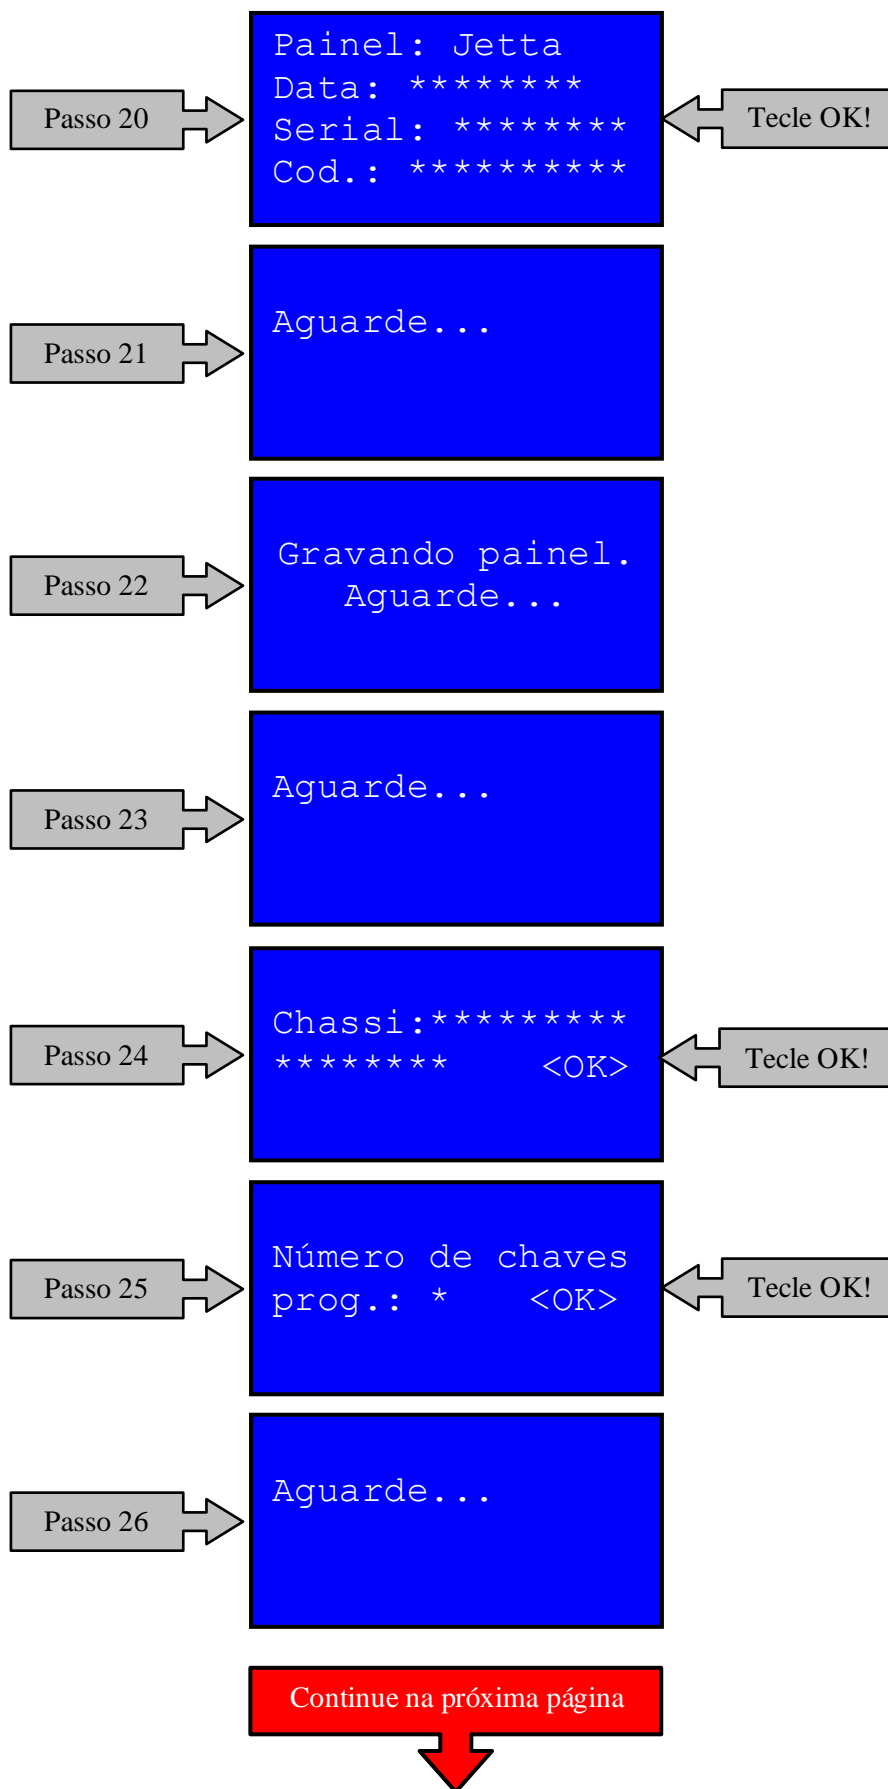 Painel: Jetta
Data: ********
Passo 20
Tecle OK!
Serial: ********
Cod.: **********
Aguarde...
Passo 21
Gravando painel.
Passo 22
Aguarde...
Aguarde...
Passo 23
Chassi:*********
Passo 24
******** <OK>
Tecle OK!
Número de chaves
Passo 25
prog.: * <OK>
Tecle OK!
Aguarde...
Passo 26
Continue na próxima página